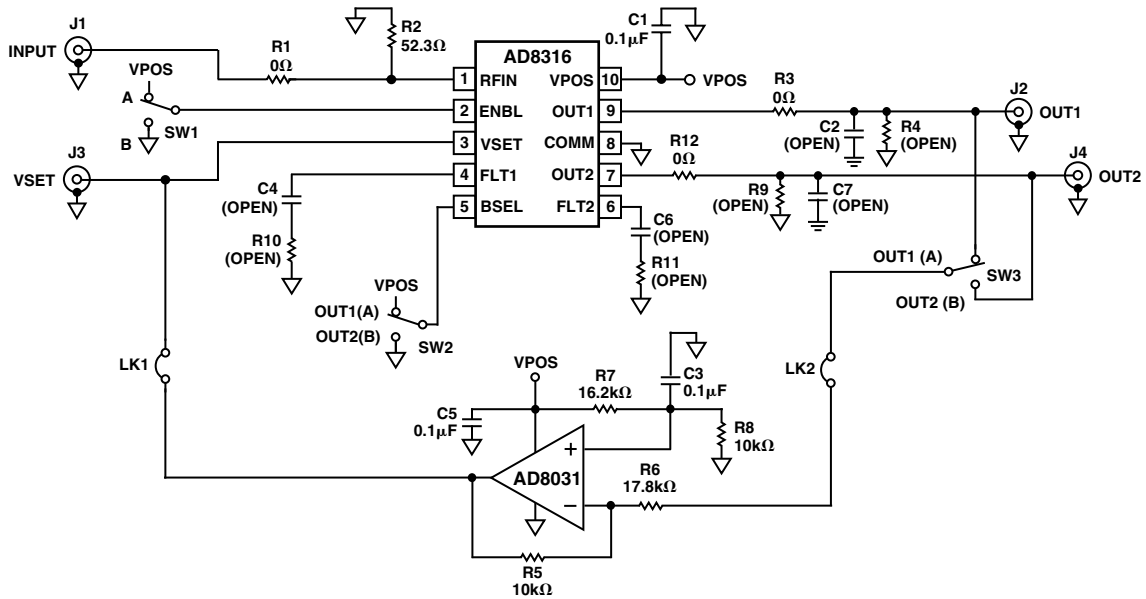 J1
INPUT
R1
0Ω
R2
52.3Ω
C1
0.1µF
AD8316
1 RFIN
VPOS 10
VPOS
VPOS
A
B
SW1
2 ENBL
OUT1 9
R3
0Ω
J2
OUT1
J3
VSET
3 VSET
COMM 8
C2
(OPEN)
R4
(OPEN)
R12
0Ω
J4
OUT2
4 FLT1
OUT2 7
C4
(OPEN)
R9
(OPEN)
C7
(OPEN)
5 BSEL
FLT2 6
R10
(OPEN)
C6
(OPEN)
R11
(OPEN)
OUT1 (A)
SW3
OUT2 (B)
VPOS
OUT1(A)
OUT2(B)
SW2
LK1
LK2
VPOS
R7
16.2kΩ
C3
0.1µF
C5
0.1µF
R8
10kΩ
+
AD8031
–
R6
17.8kΩ
R5
10kΩ